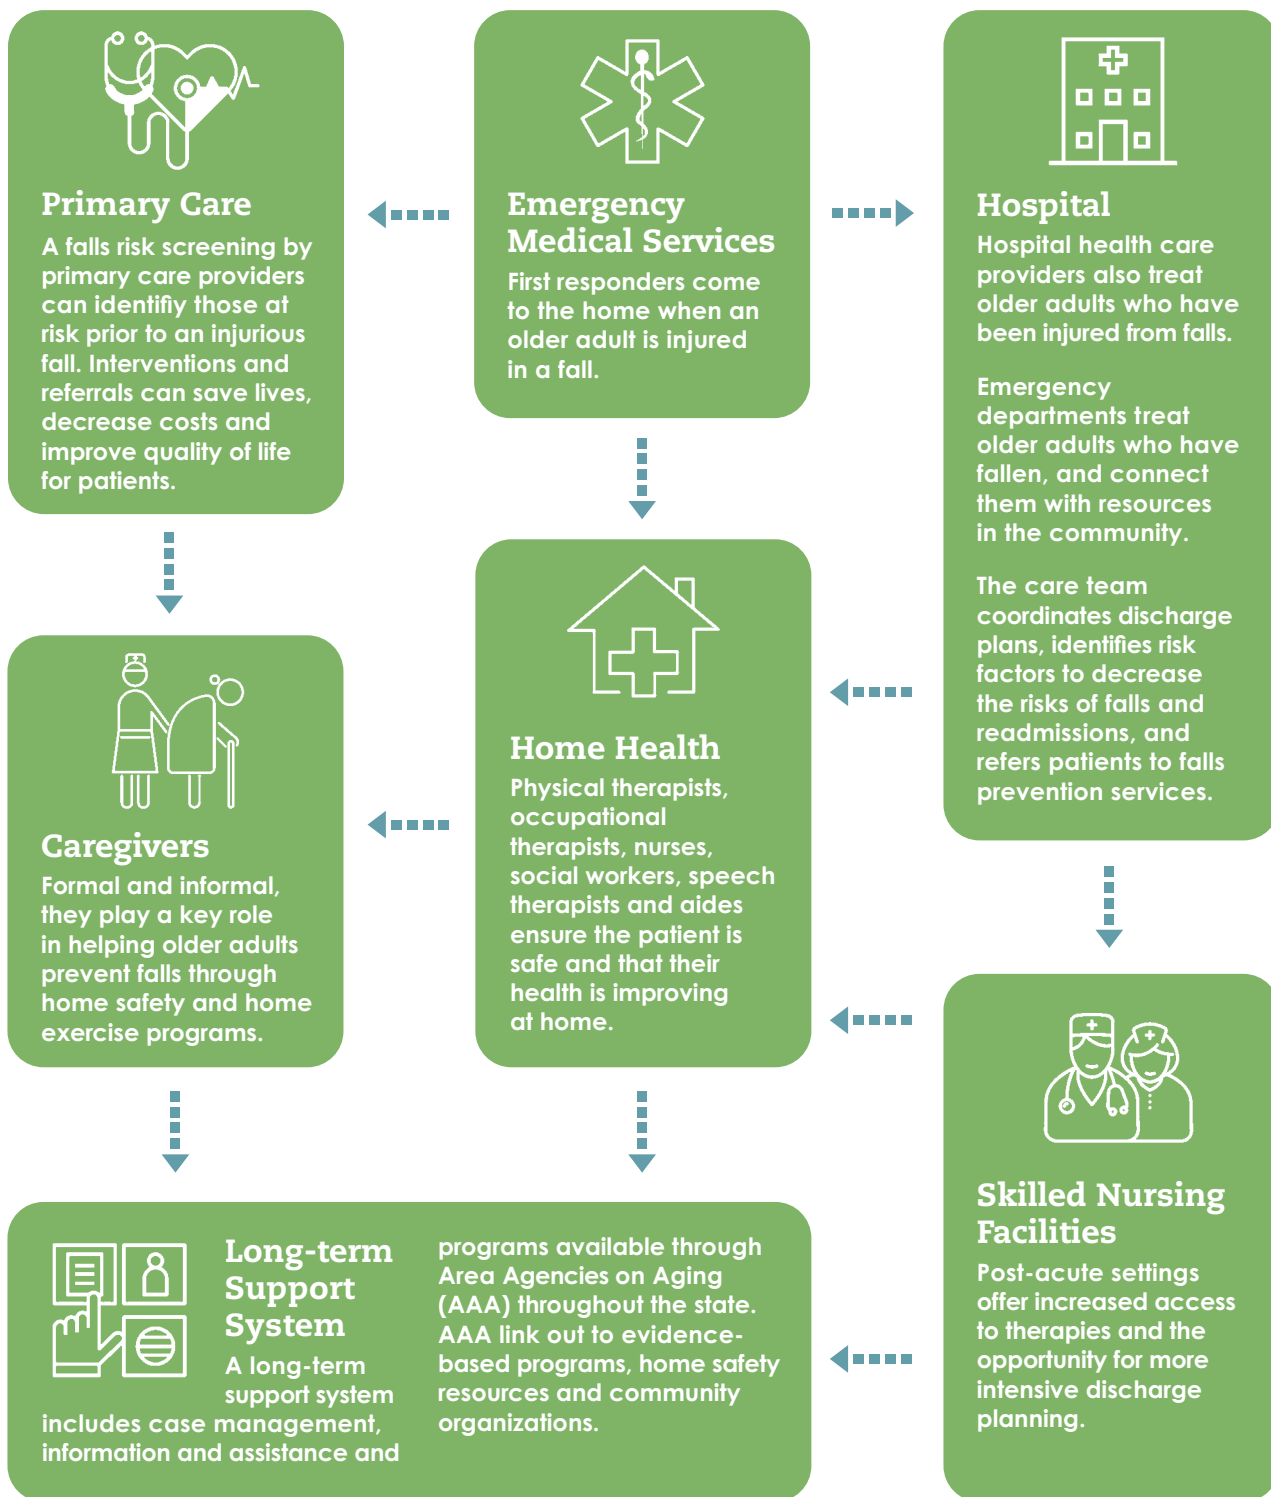 Primary Care
A falls risk screening by
primary care providers
can identifiy those at
risk prior to an injurious
fall. Interventions and
referrals can save lives,
decrease costs and
improve quality of life
for patients.
Emergency
Medical Services
First responders come
to the home when an
older adult is injured
in a fall.
Hospital
Hospital health care
providers also treat
older adults who have
been injured from falls.
Emergency
departments treat
older adults who have
fallen, and connect
them with resources
in the community.
The care team
coordinates discharge
plans, identifies risk
factors to decrease
the risks of falls and
readmissions, and
refers patients to falls
prevention services.
Caregivers
Formal and informal,
they play a key role
in helping older adults
prevent falls through
home safety and home
exercise programs.
Home Health
Physical therapists,
occupational
therapists, nurses,
social workers, speech
therapists and aides
ensure the patient is
safe and that their
health is improving
at home.
Skilled Nursing
Facilities
Post-acute settings
offer increased access
to therapies and the
opportunity for more
intensive discharge
planning.
Long-term
Support
System
A long-term
support system
includes case management,
information and assistance and
programs available through
Area Agencies on Aging
(AAA) throughout the state.
AAA link out to evidence-
based programs, home safety
resources and community
organizations.